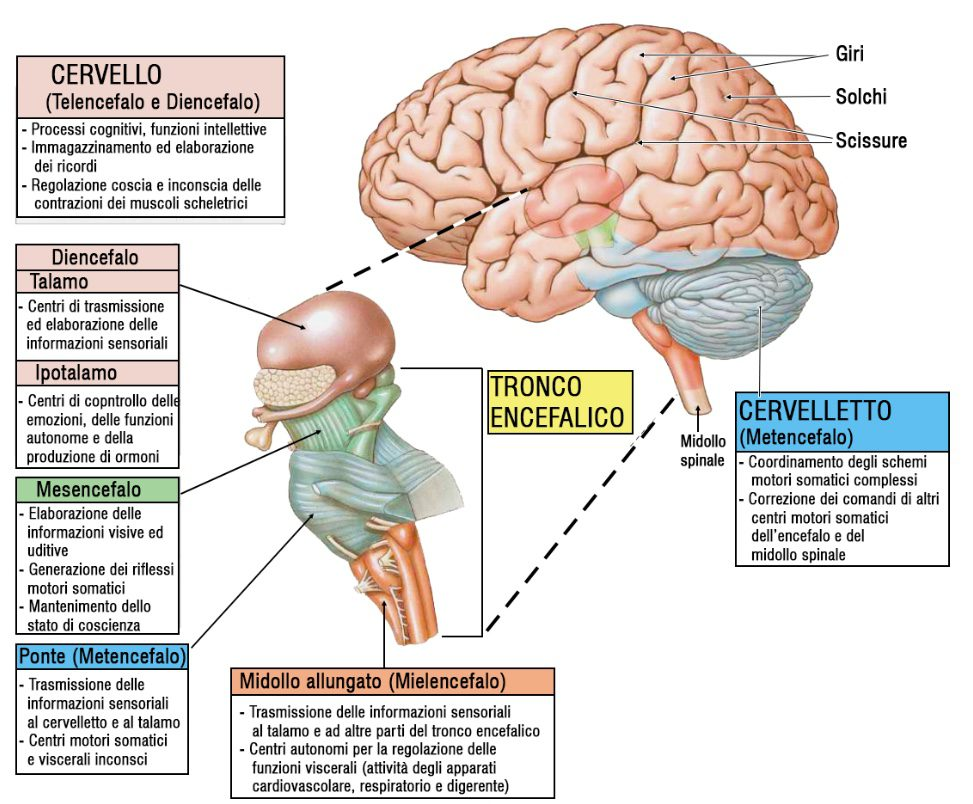 CERVELLO
(Telencefalo e Diencefalo)
- Processi cognitivi, funzioni intellettive
- Immagazzinamento ed elaborazione
dei ricordi
- Regolazione coscia e inconscia delle
contrazioni dei muscoli scheletrici
Giri
Solchi
Scissure
Diencefalo
Talamo
- Centri di trasmissione
ed elaborazione delle
informazioni sensoriali
Ipotalamo
- Centri di copntrollo delle
emozioni, delle funzioni
autonome e della
produzione di ormoni
Mesencefalo
- Elaborazione delle
informazioni visive ed
uditive
- Generazione dei riflessi
motori somatici
- Mantenimento dello
stato di coscienza
Ponte (Metencefalo)
- Trasmissione delle
informazioni sensoriali
al cervelletto e al talamo
- Centri motori somatici
e viscerali inconsci
TRONCO
ENCEFALICO
Midollo
spinale
CERVELLETTO
(Metencefalo)
- Coordinamento degli schemi
motori somatici complessi
- Correzione dei comandi di altri
centri motori somatici
dell'encefalo e del
midollo spinale
Midollo allungato (Mielencefalo)
- Trasmissione delle informazioni sensoriali
al talamo e ad altre parti del tronco encefalico
- Centri autonomi per la regolazione delle
funzioni viscerali (attività degli apparati
cardiovascolare, respiratorio e digerente)